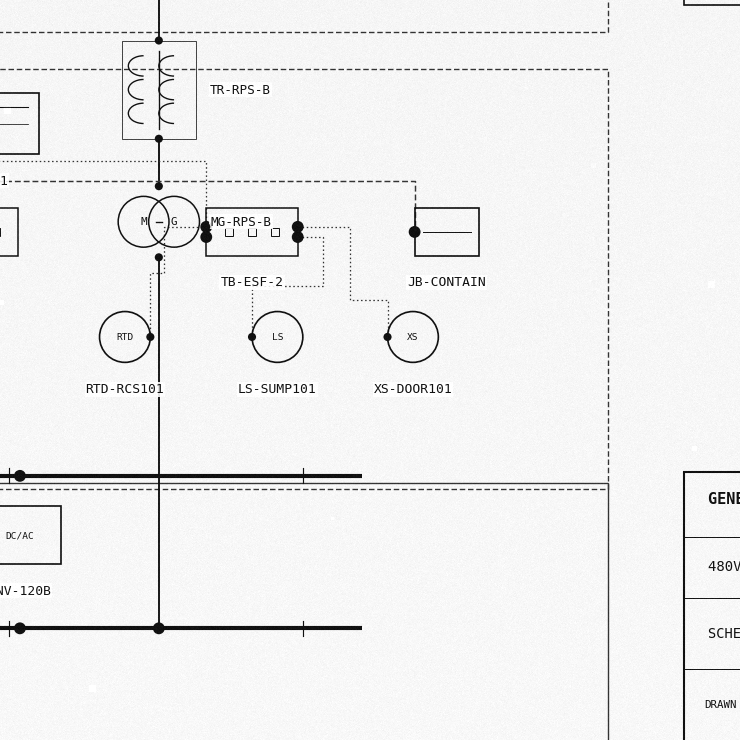 TR-RPS-B
1
M
G
MG-RPS-B
TB-ESF-2
JB-CONTAIN
RTD
LS
XS
RTD-RCS101
LS-SUMP101
XS-DOOR101
GENE
DC/AC
480V
NV-120B
SCHE
DRAWN